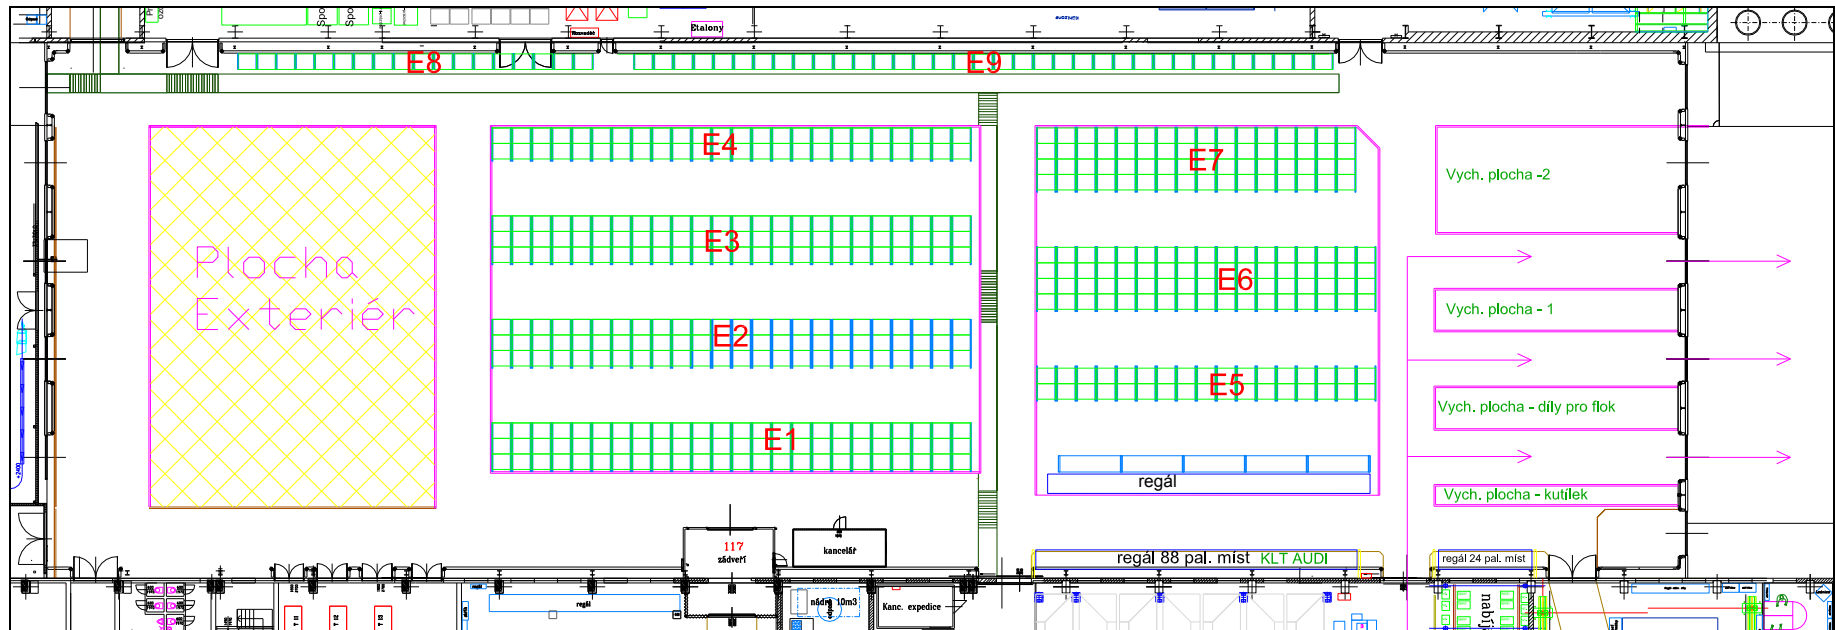 Etalony
E8
E9
E4
E7
Vych. plocha -2
E3
Plocha
Exteriér
E6
Vych. plocha - 1
E2
E5
Vych. plocha - díly pro flok
E1
regál
Vych. plocha - kutílek
117
zádveří
kancelář
regál 88 pal. míst KLT AUDI
regál 24 pal. míst
+2400
regál
nádrž 10m3
Kanc. expedice